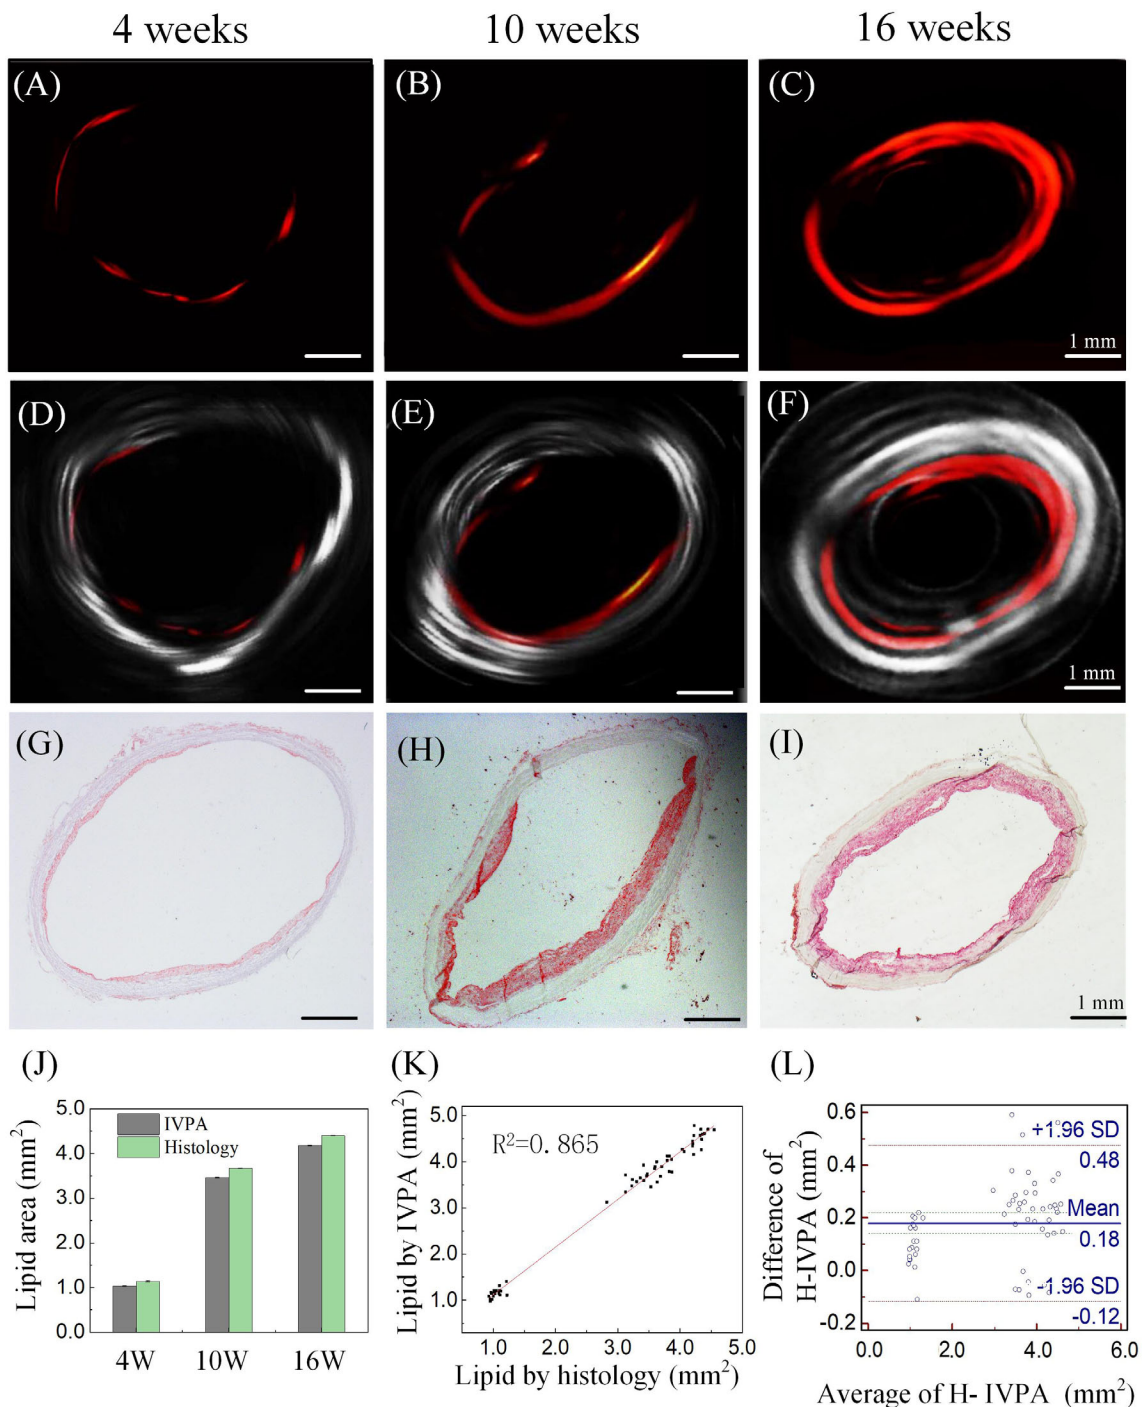 4 weeks
10 weeks
16 weeks
(A)
(B)
(C)
1 mm
(D)
(E)
(F)
1 mm
(G)
(H)
(I)
1 mm
(J)
(K)
(L)
Lipid area (mm²)
5.0
4.0
3.0
2.0
1.0
0.0
IVPA
Histology
4W
10W
16W
Lipid by IVPA (mm²)
5.0
4.0
3.0
2.0
1.0
R²=0.865
1.0
2.0
3.0
4.0
5.0
Lipid by histology (mm²)
Difference of
H-IVPA (mm²)
0.6
0.4
0.2
0.0
-0.2
+1.96 SD
0.48
Mean
0.18
-1.96 SD
-0.12
0.0
2.0
4.0
6.0
Average of H- IVPA (mm²)